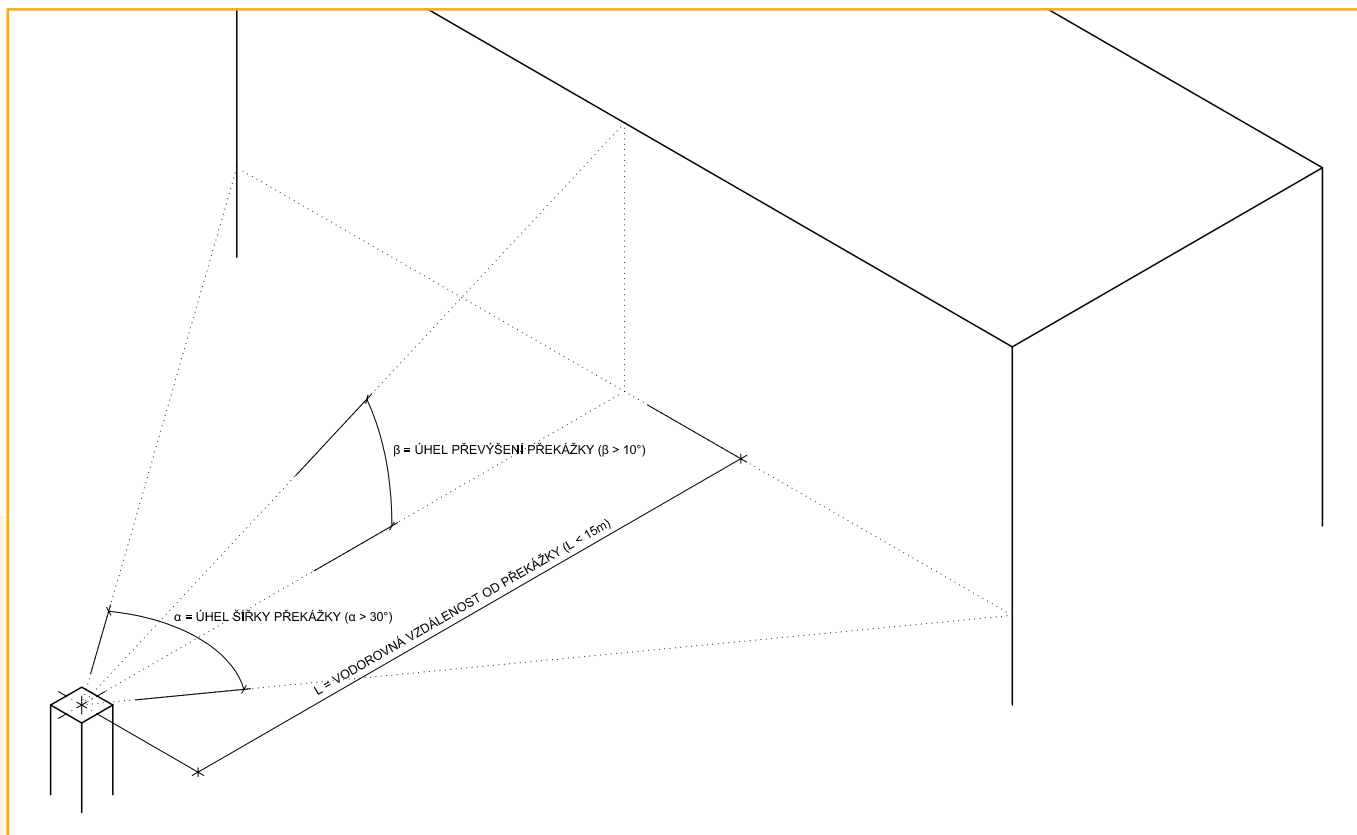 β = ÚHEL PŘEVÝŠENÍ PŘEKÁŽKY (β > 10°)
L = VODOROVNÁ VZDÁLENOST OD PŘEKÁŽKY (L < 15m)
α = ÚHEL ŠÍŘKY PŘEKÁŽKY (α > 30°)